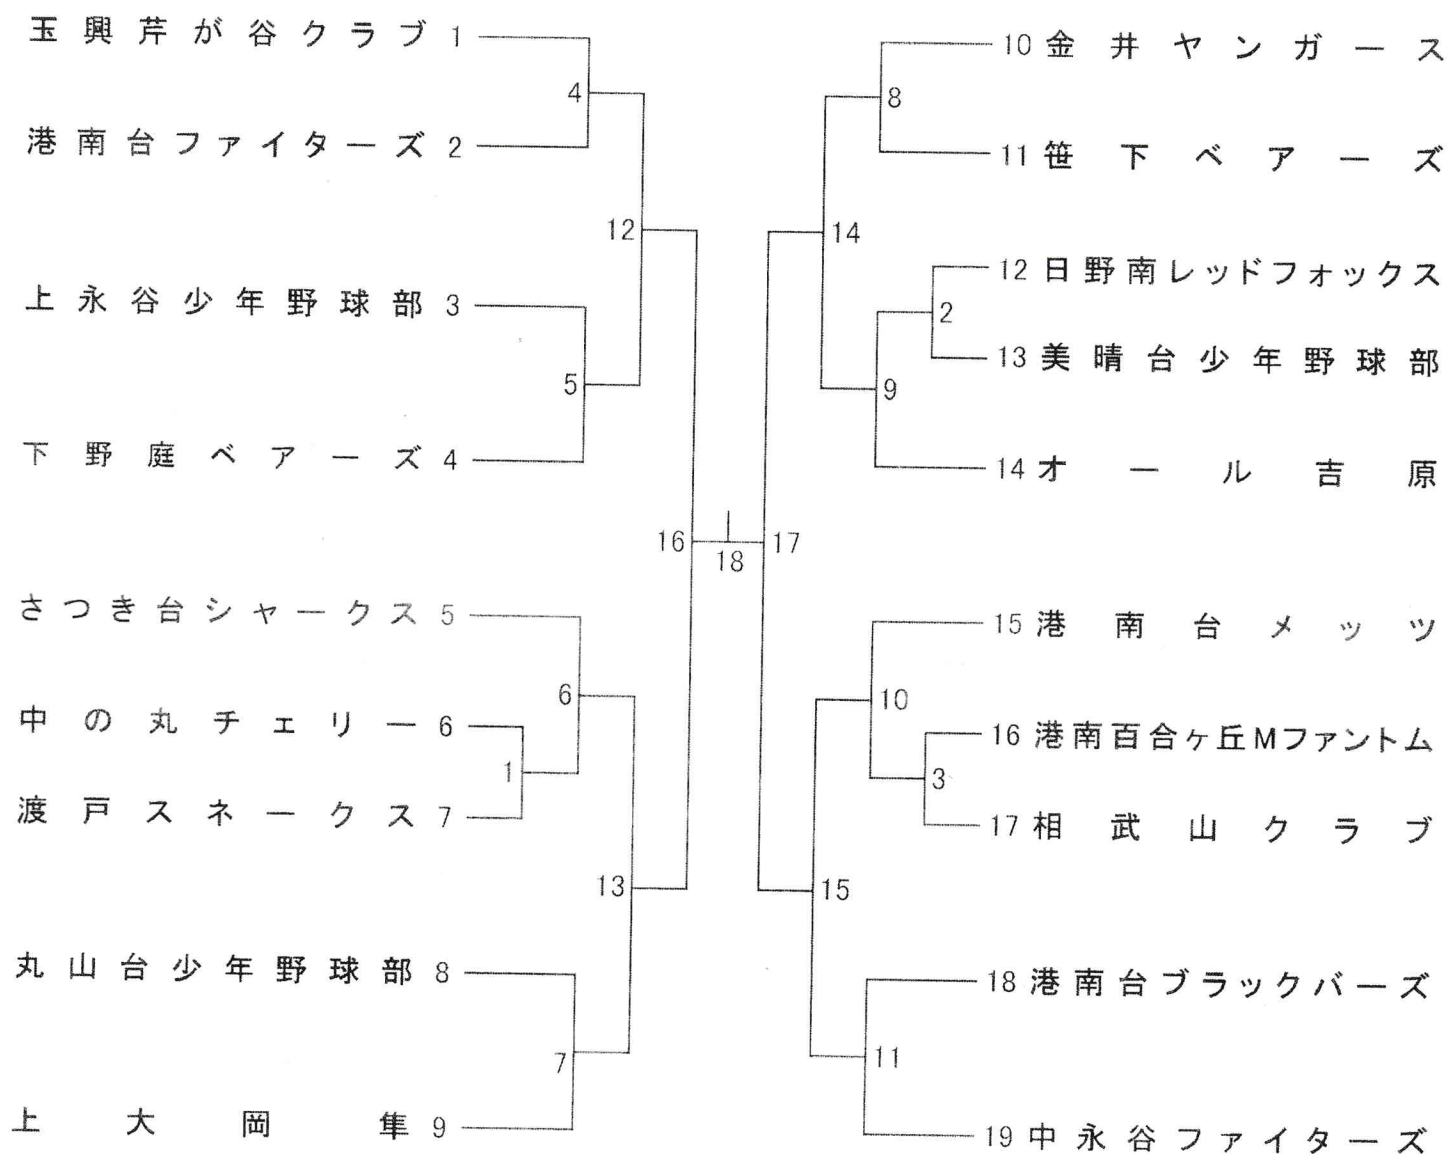 玉興芹が谷クラブ 1
港南台ファイターズ 2
上永谷少年野球部 3
下野庭ベアーズ 4
さつき台シャークス 5
中の丸チェリー 6
渡戸スネークス 7
丸山台少年野球部 8
上大岡隼 9
4
12
5
6
1
13
7
16
18
17
8
14
2
9
10
3
15
11
10 金井ヤンガース
11 笹下ベアーズ
12 日野南レッドフォックス
13 美晴台少年野球部
14 オール吉原
15 港南台メッツ
16 港南百合ヶ丘Mファントム
17 相武山クラブ
18 港南台ブラックバーズ
19 中永谷ファイターズ